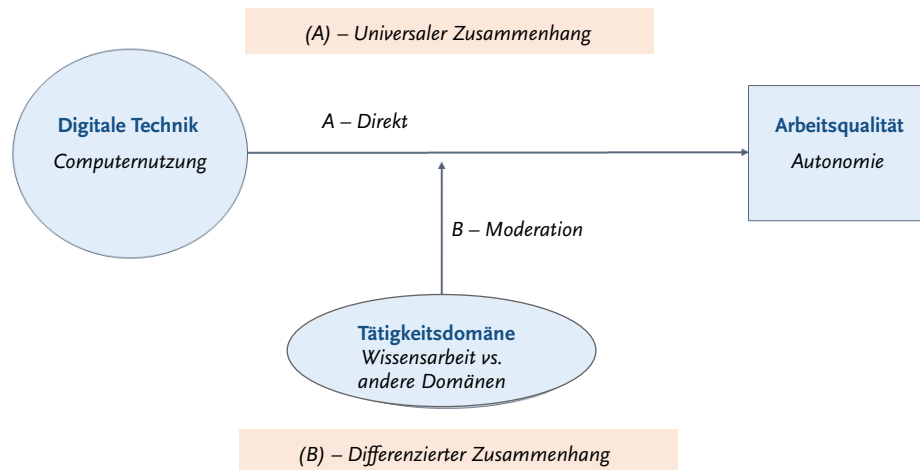 (A) – Universaler Zusammenhang
Digitale Technik
Computernutzung
A – Direkt
Arbeitsqualität
Autonomie
B – Moderation
Tätigkeitsdomäne
Wissensarbeit vs.
andere Domänen
(B) – Differenzierter Zusammenhang